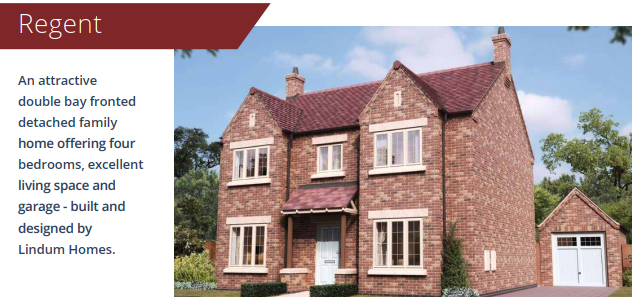 Regent
An attractive
double bay fronted
detached family
home offering four
bedrooms, excellent
living space and
garage - built and
designed by
Lindum Homes.